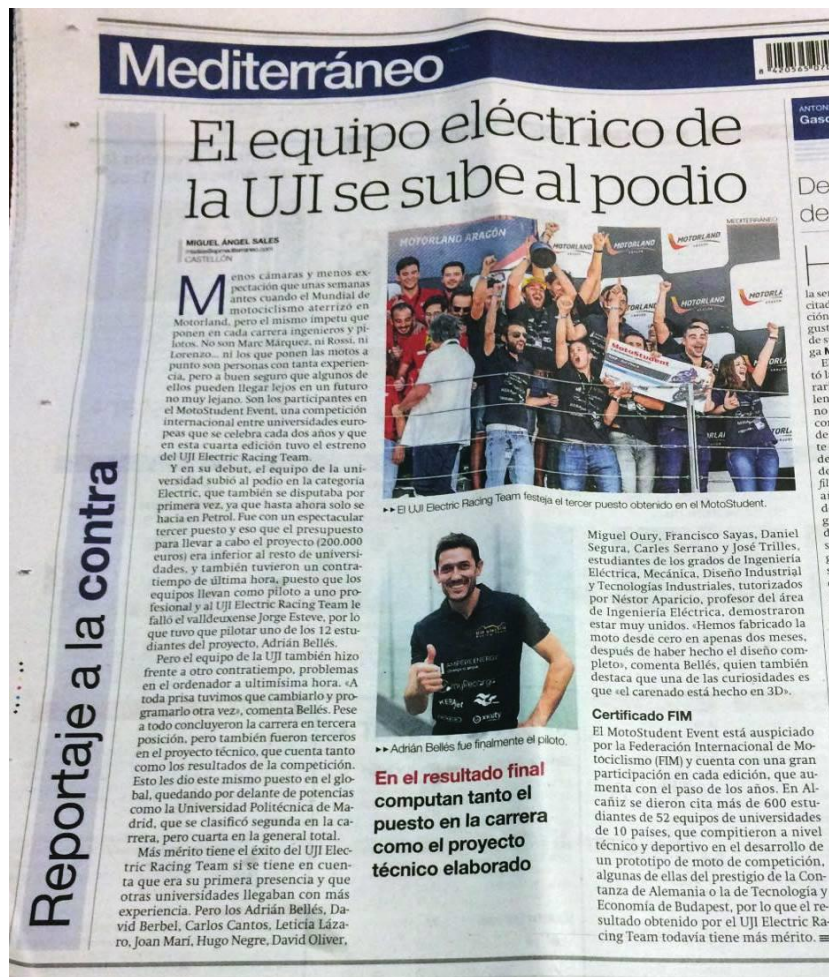 Mediterráneo
El equipo eléctrico de
la UJI se sube al podio
Reportaje a la contra
MIGUEL ÁNGEL SALES
CASTELLÓN
Menos cámaras y menos ex-
pectación que unas semanas
antes cuando el Mundial de
motociclismo aterrizó en
Motorland, pero el mismo ímpetu que
ponen en cada carrera ingenieros y pi-
lotos. No son Marc Márquez, ni Rossi, ni
Lorenzo... ni los que ponen las motos a
punto son personas con tanta experien-
cia, pero a buen seguro que algunos de
ellos pueden llegar lejos en un futuro
no muy lejano. Son los participantes en
el MotoStudent Event, una competición
internacional entre universidades euro-
peas que se celebra cada dos años y que
en esta cuarta edición tuvo el estreno
del UJI Electric Racing Team.
Y en su debut, el equipo de la uni-
versidad subió al podio en la categoría
Electric, que también se disputaba por
primera vez, ya que hasta ahora solo se
hacía en Petrol. Fue con un espectacular
tercer puesto y eso que el presupuesto
para llevar a cabo el proyecto (200.000
euros) era inferior al resto de universi-
dades, y también tuvieron un contra-
tiempo de última hora, puesto que los
equipos llevan como piloto a uno pro-
fesional y al UJI Electric Racing Team le
falló el valldeuxense Jorge Esteve, por lo
que tuvo que pilotar uno de los 12 estu-
diantes del proyecto, Adrián Bellés.
Pero el equipo de la UJI también hizo
frente a otro contratiempo, problemas
en el ordenador a ultimísima hora. «A
toda prisa tuvimos que cambiarlo y pro-
gramarlo otra vez», comenta Bellés. Pese
a todo concluyeron la carrera en tercera
posición, pero también fueron terceros
en el proyecto técnico, que cuenta tanto
como los resultados de la competición.
Esto les dio este mismo puesto en el glo-
bal, quedando por delante de potencias
como la Universidad Politécnica de Ma-
drid, que se clasificó segunda en la ca-
rrera, pero cuarta en la general total.
Más mérito tiene el éxito del UJI Elec-
tric Racing Team si se tiene en cuen-
ta que era su primera presencia y que
otras universidades llegaban con más
experiencia. Pero los Adrián Bellés, Da-
vid Berbel, Carlos Cantos, Leticia Láza-
ro, Joan Marí, Hugo Negre, David Oliver,
MEDITERRÁNEO
MOTORLAND ARAGÓN
MOTORLAND
MOTORLAND
MOTORLAND
MOTORLAND
MotoStudent
▸▸ El UJI Electric Racing Team festeja el tercer puesto obtenido en el MotoStudent.
▸▸ Adrián Bellés fue finalmente el piloto.
En el resultado final
computan tanto el
puesto en la carrera
como el proyecto
técnico elaborado
Miguel Oury, Francisco Sayas, Daniel
Segura, Carles Serrano y José Trilles,
estudiantes de los grados de Ingeniería
Eléctrica, Mecánica, Diseño Industrial
y Tecnologías Industriales, tutorizados
por Néstor Aparicio, profesor del área
de Ingeniería Eléctrica, demostraron
estar muy unidos. «Hemos fabricado la
moto desde cero en apenas dos meses,
después de haber hecho el diseño com-
pleto», comenta Bellés, quien también
destaca que una de las curiosidades es
que «el carenado está hecho en 3D».
Certificado FIM
El MotoStudent Event está auspiciado
por la Federación Internacional de Mo-
tociclismo (FIM) y cuenta con una gran
participación en cada edición, que au-
menta con el paso de los años. En Al-
cañiz se dieron cita más de 600 estu-
diantes de 52 equipos de universidades
de 10 países, que compitieron a nivel
técnico y deportivo en el desarrollo de
un prototipo de moto de competición,
algunas de ellas del prestigio de la Cons-
tanza de Alemania o la de Tecnología y
Economía de Budapest, por lo que el re-
sultado obtenido por el UJI Electric Ra-
cing Team todavía tiene más mérito.